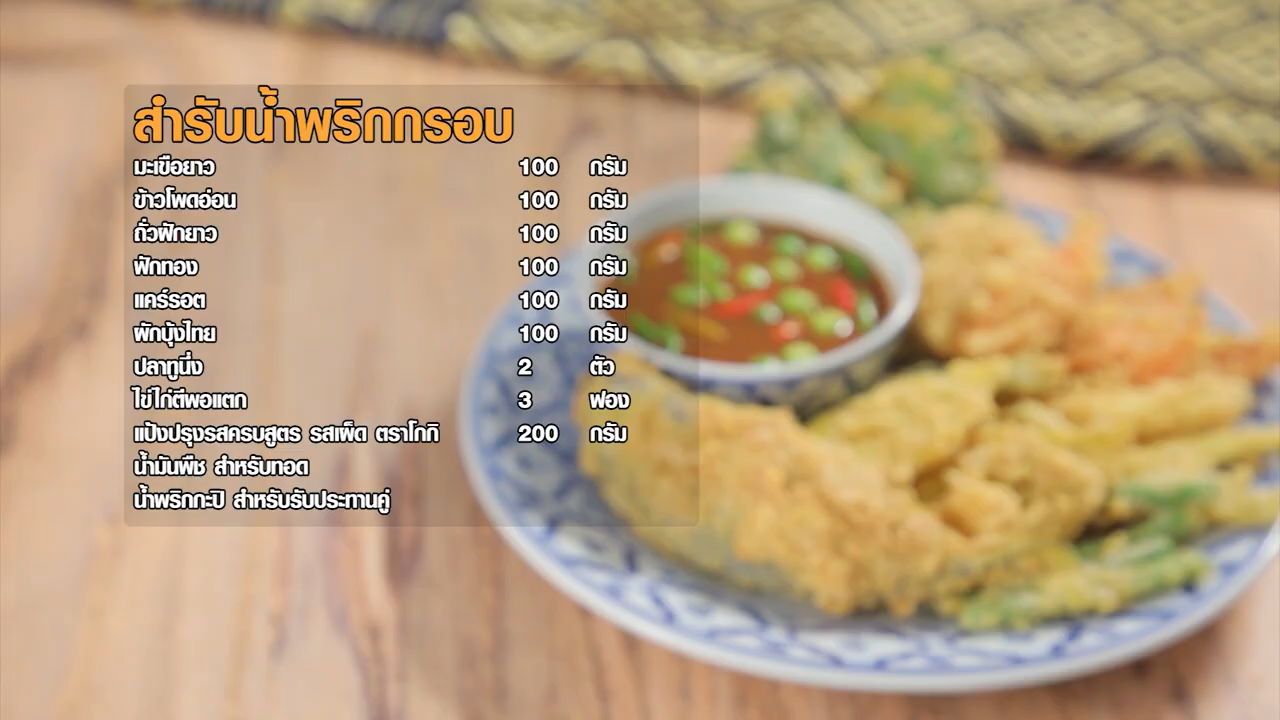 สำรับน้ำพริกกรอบ
มะเขือยาว 100 กรัม
ข้าวโพดอ่อน 100 กรัม
ถั่วฝักยาว 100 กรัม
ฟักทอง 100 กรัม
แคร์รอต 100 กรัม
ผักบุ้งไทย 100 กรัม
ปลาทูนึ่ง 2 ตัว
ไข่ไก่ตีพอแตก 3 ฟอง
แป้งปรุงรสครบสูตร รสเผ็ด ตราโกกิ 200 กรัม
น้ำมันพืช สำหรับทอด
น้ำพริกกะปิ สำหรับรับประทานคู่